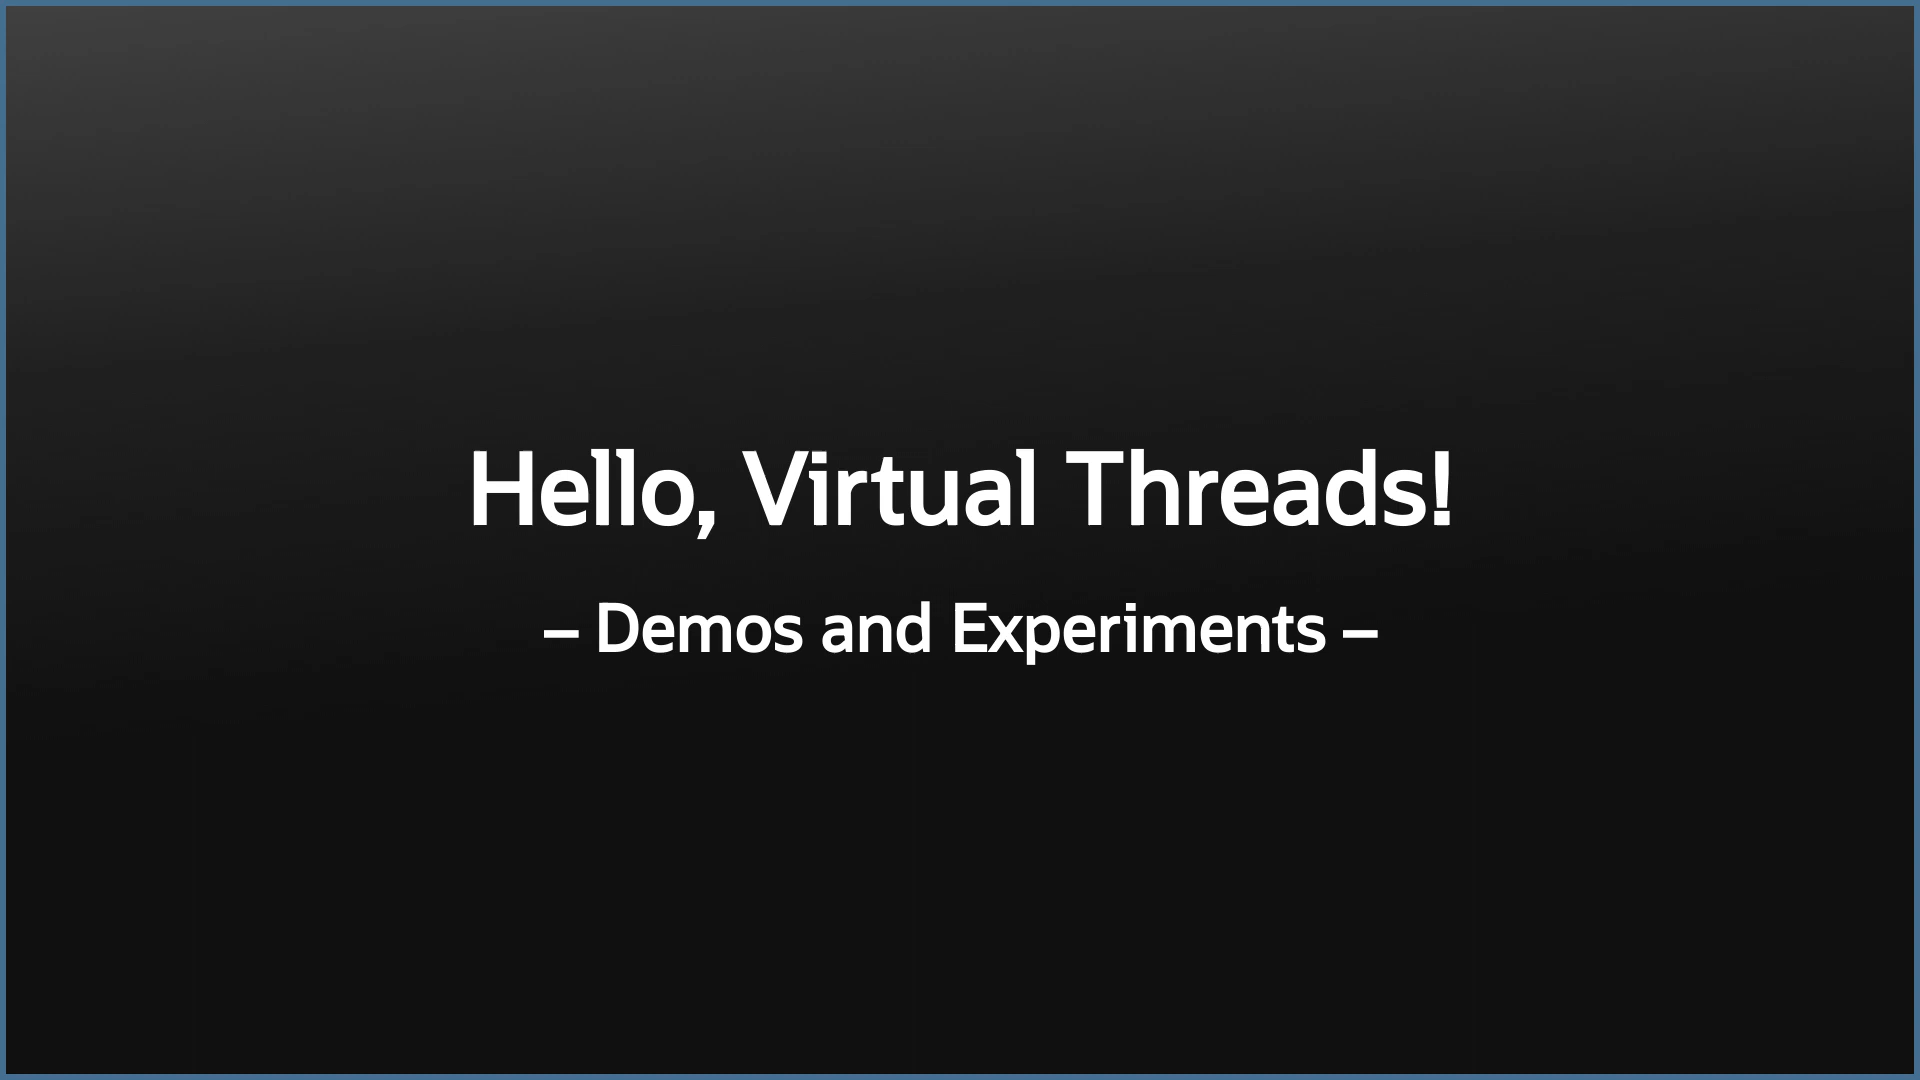 Hello, Virtual Threads!
– Demos and Experiments –